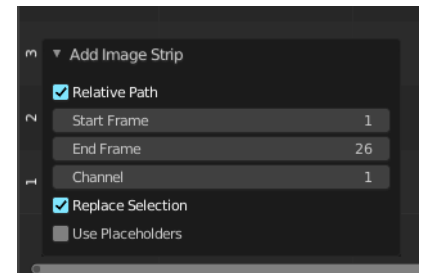 3
Add Image Strip
Relative Path
2
Start Frame 1
End Frame 26
1
Channel 1
Replace Selection
Use Placeholders